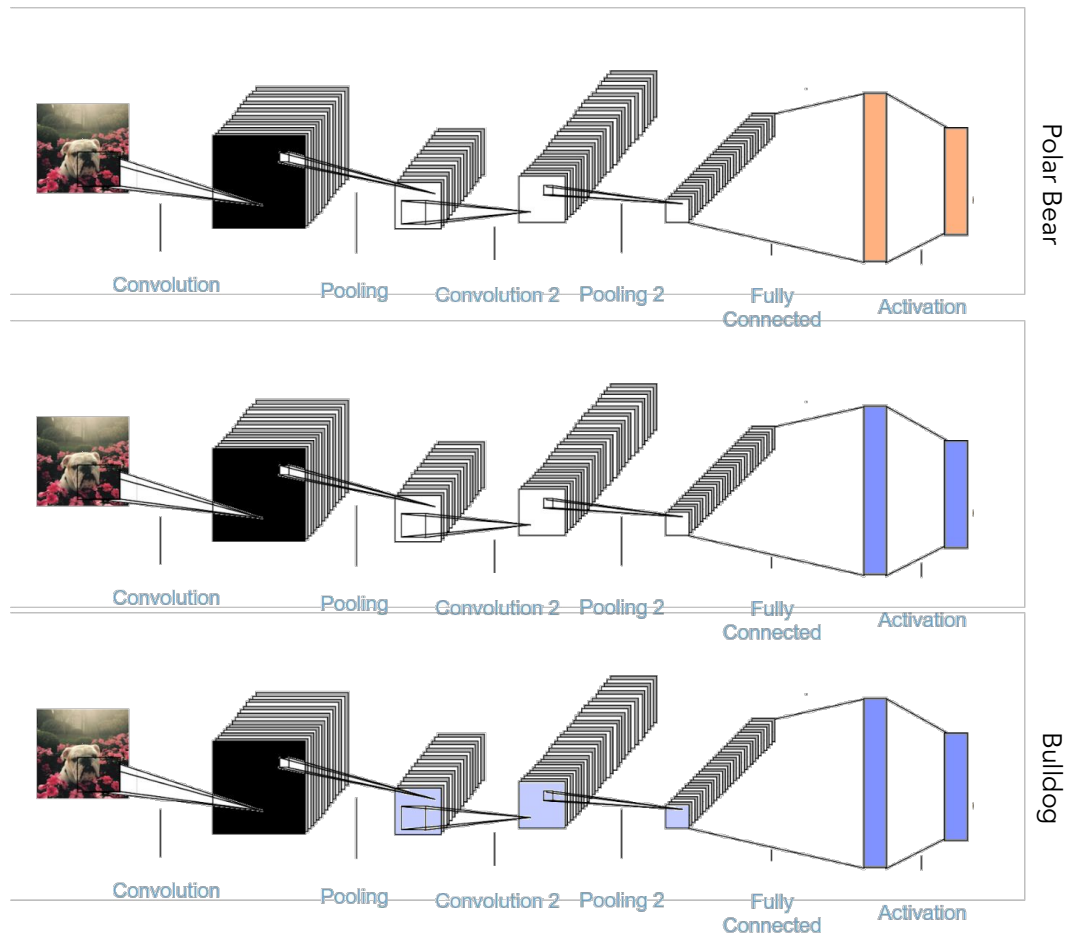 Polar Bear
Convolution
Pooling
Convolution 2
Pooling 2
Fully
Connected
Activation
Convolution
Pooling
Convolution 2
Pooling 2
Fully
Connected
Activation
Bulldog
Convolution
Pooling
Convolution 2
Pooling 2
Fully
Connected
Activation